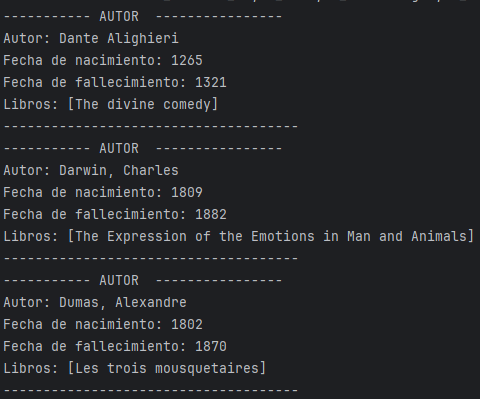 ----------- AUTOR  ----------------
Autor: Dante Alighieri
Fecha de nacimiento: 1265
Fecha de fallecimiento: 1321
Libros: [The divine comedy]
-------------------------------------
----------- AUTOR  ----------------
Autor: Darwin, Charles
Fecha de nacimiento: 1809
Fecha de fallecimiento: 1882
Libros: [The Expression of the Emotions in Man and Animals]
-------------------------------------
----------- AUTOR  ----------------
Autor: Dumas, Alexandre
Fecha de nacimiento: 1802
Fecha de fallecimiento: 1870
Libros: [Les trois mousquetaires]
-------------------------------------